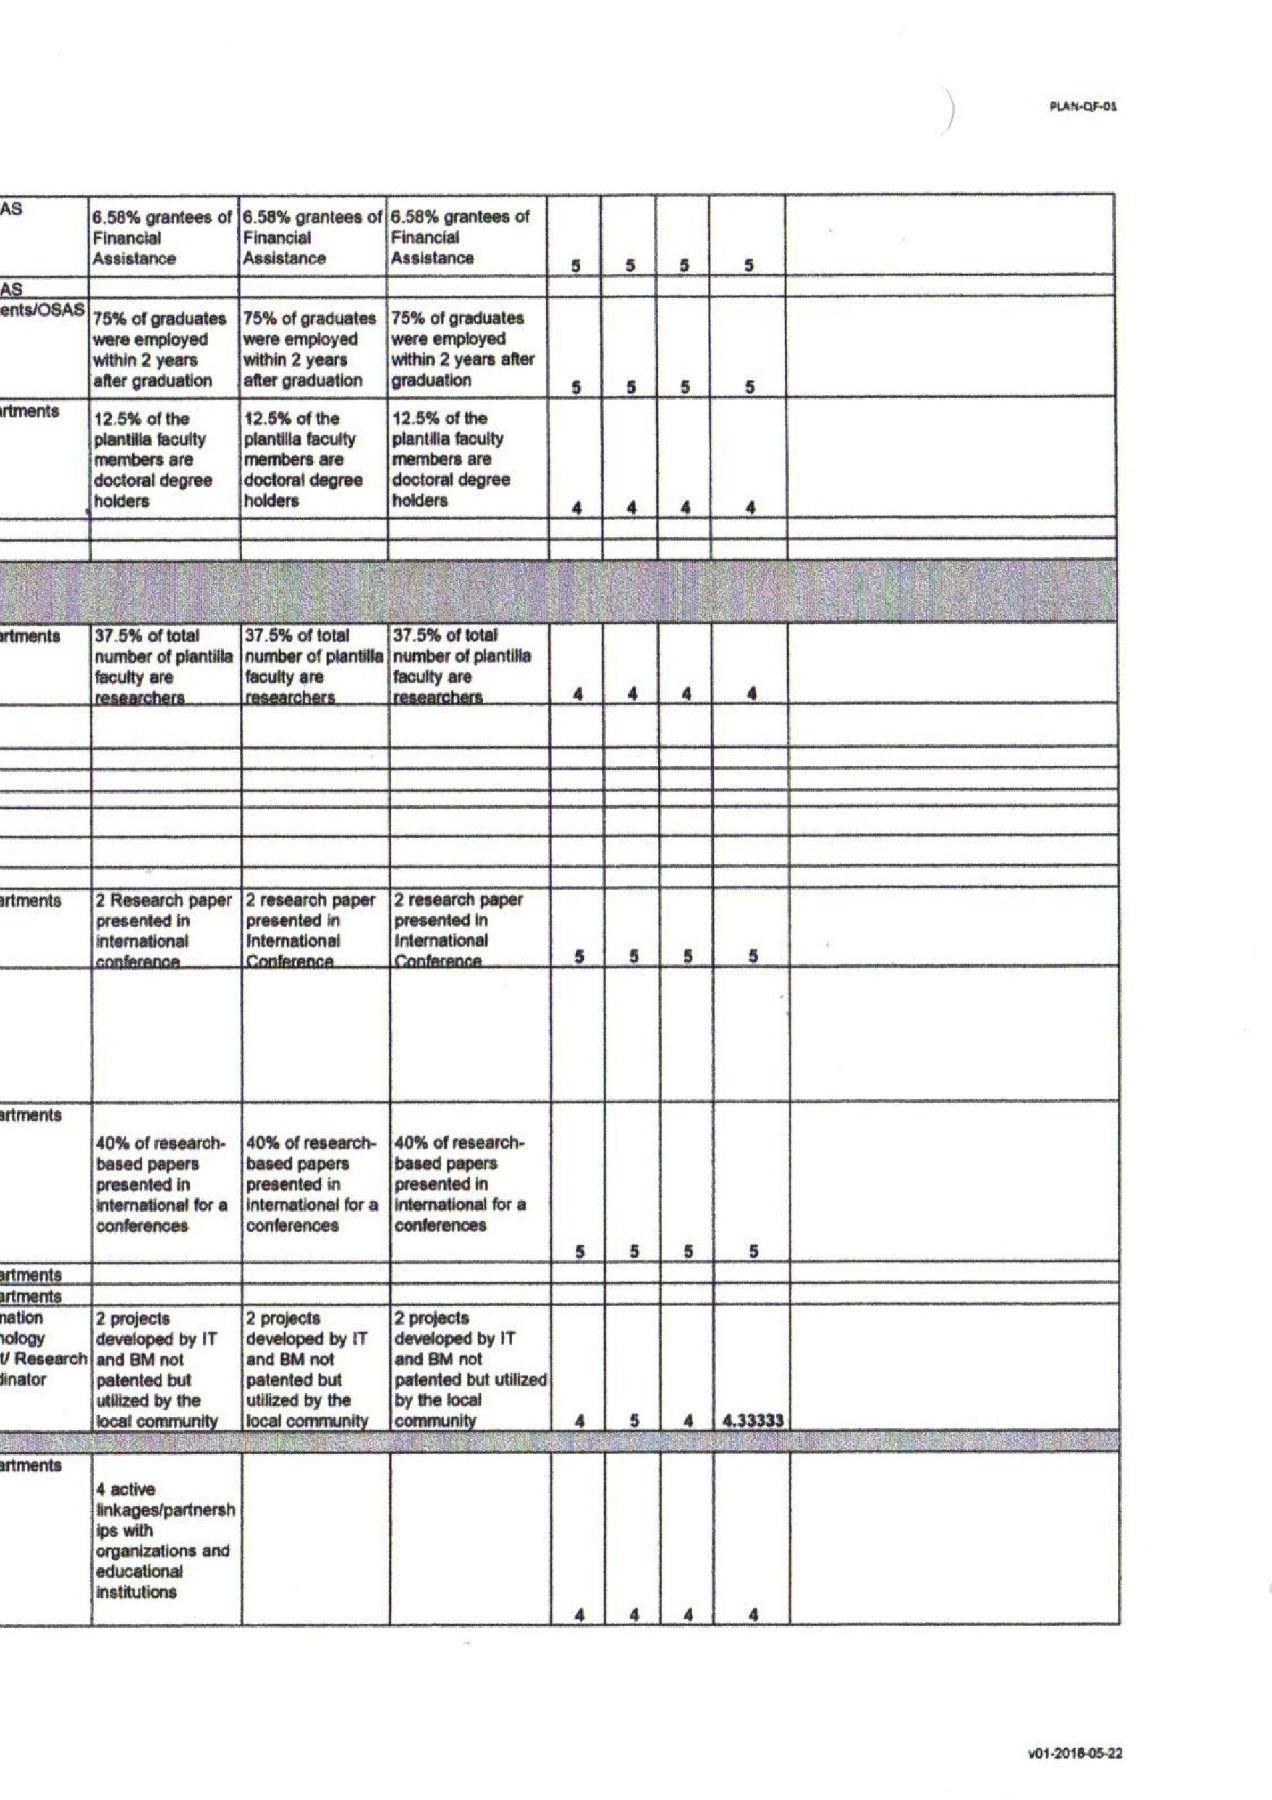 PLAN-QF-01
AS
6.58% grantees of
Financial
Assistance
6.58% grantees of
Financial
Assistance
6.58% grantees of
Financial
Assistance
5 5 5 5
AS
ents/OSAS
75% of graduates
were employed
within 2 years
after graduation
75% of graduates
were employed
within 2 years
after graduation
75% of graduates
were employed
within 2 years after
graduation
5 5 5 5
artments
12.5% of the
plantilla faculty
members are
doctoral degree
holders
12.5% of the
plantilla faculty
members are
doctoral degree
holders
12.5% of the
plantilla faculty
members are
doctoral degree
holders
4 4 4 4
artments
37.5% of total
number of plantilla
faculty are
researchers
37.5% of total
number of plantilla
faculty are
researchers
37.5% of total
number of plantilla
faculty are
researchers
4 4 4 4
artments
2 Research paper
presented in
international
conference
2 research paper
presented in
International
Conference
2 research paper
presented in
International
Conference
5 5 5 5
artments
40% of research-
based papers
presented in
international for a
conferences
40% of research-
based papers
presented in
international for a
conferences
40% of research-
based papers
presented in
international for a
conferences
5 5 5 5
artments
artments
nation
nology
t/ Research
dinator
2 projects
developed by IT
and BM not
patented but
utilized by the
local community
2 projects
developed by IT
and BM not
patented but
utilized by the
local community
2 projects
developed by IT
and BM not
patented but utilized
by the local
community
4 5 4 4.33333
artments
4 active
linkages/partnersh
ips with
organizations and
educational
institutions
4 4 4 4
v01-2018-05-22